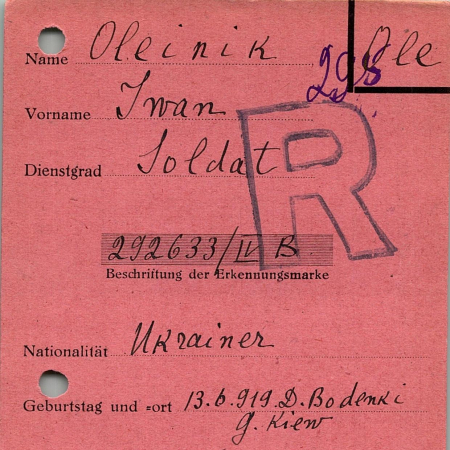 Name Oleinik
298 Ole
Vorname Iwan
R
Dienstgrad Soldat
292633/IV B
Beschriftung der Erkennungsmarke
Nationalität Ukrainer
Geburtstag und =ort 13.6.919. D. Bodenki
G. Kiew